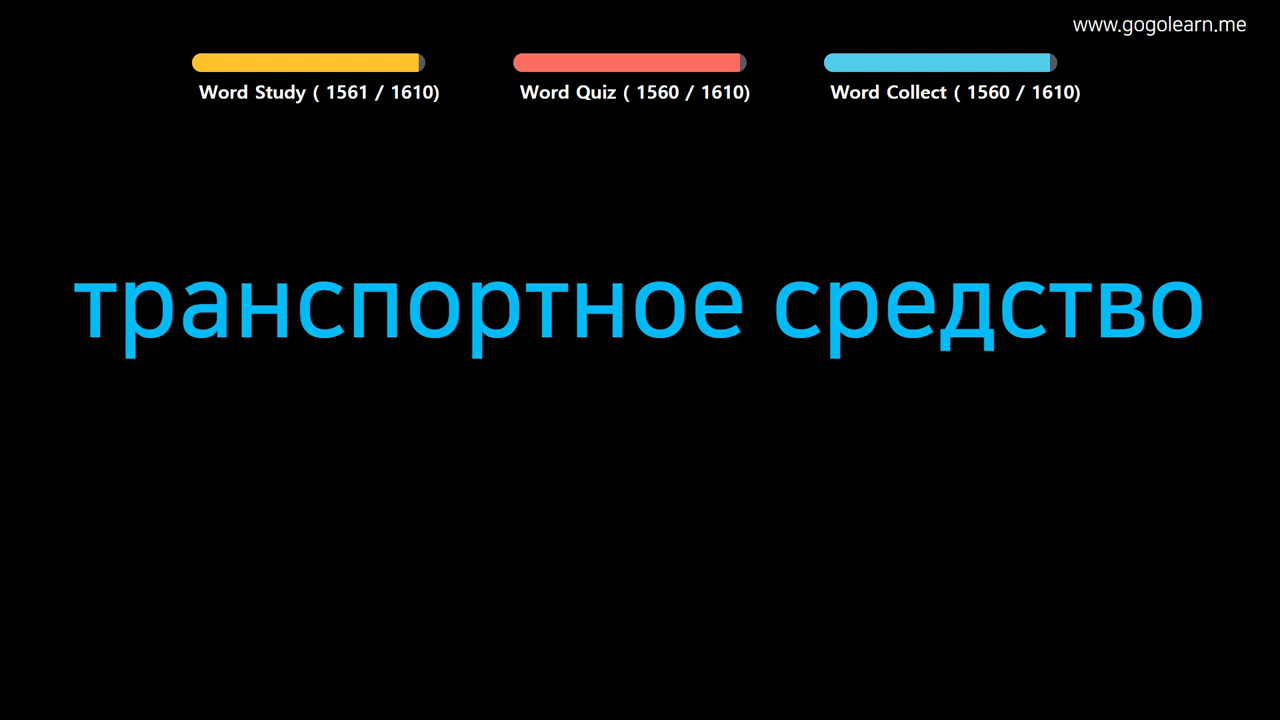 www.gogolearn.me
Word Study ( 1561 / 1610)
Word Quiz ( 1560 / 1610)
Word Collect ( 1560 / 1610)
транспортное средство